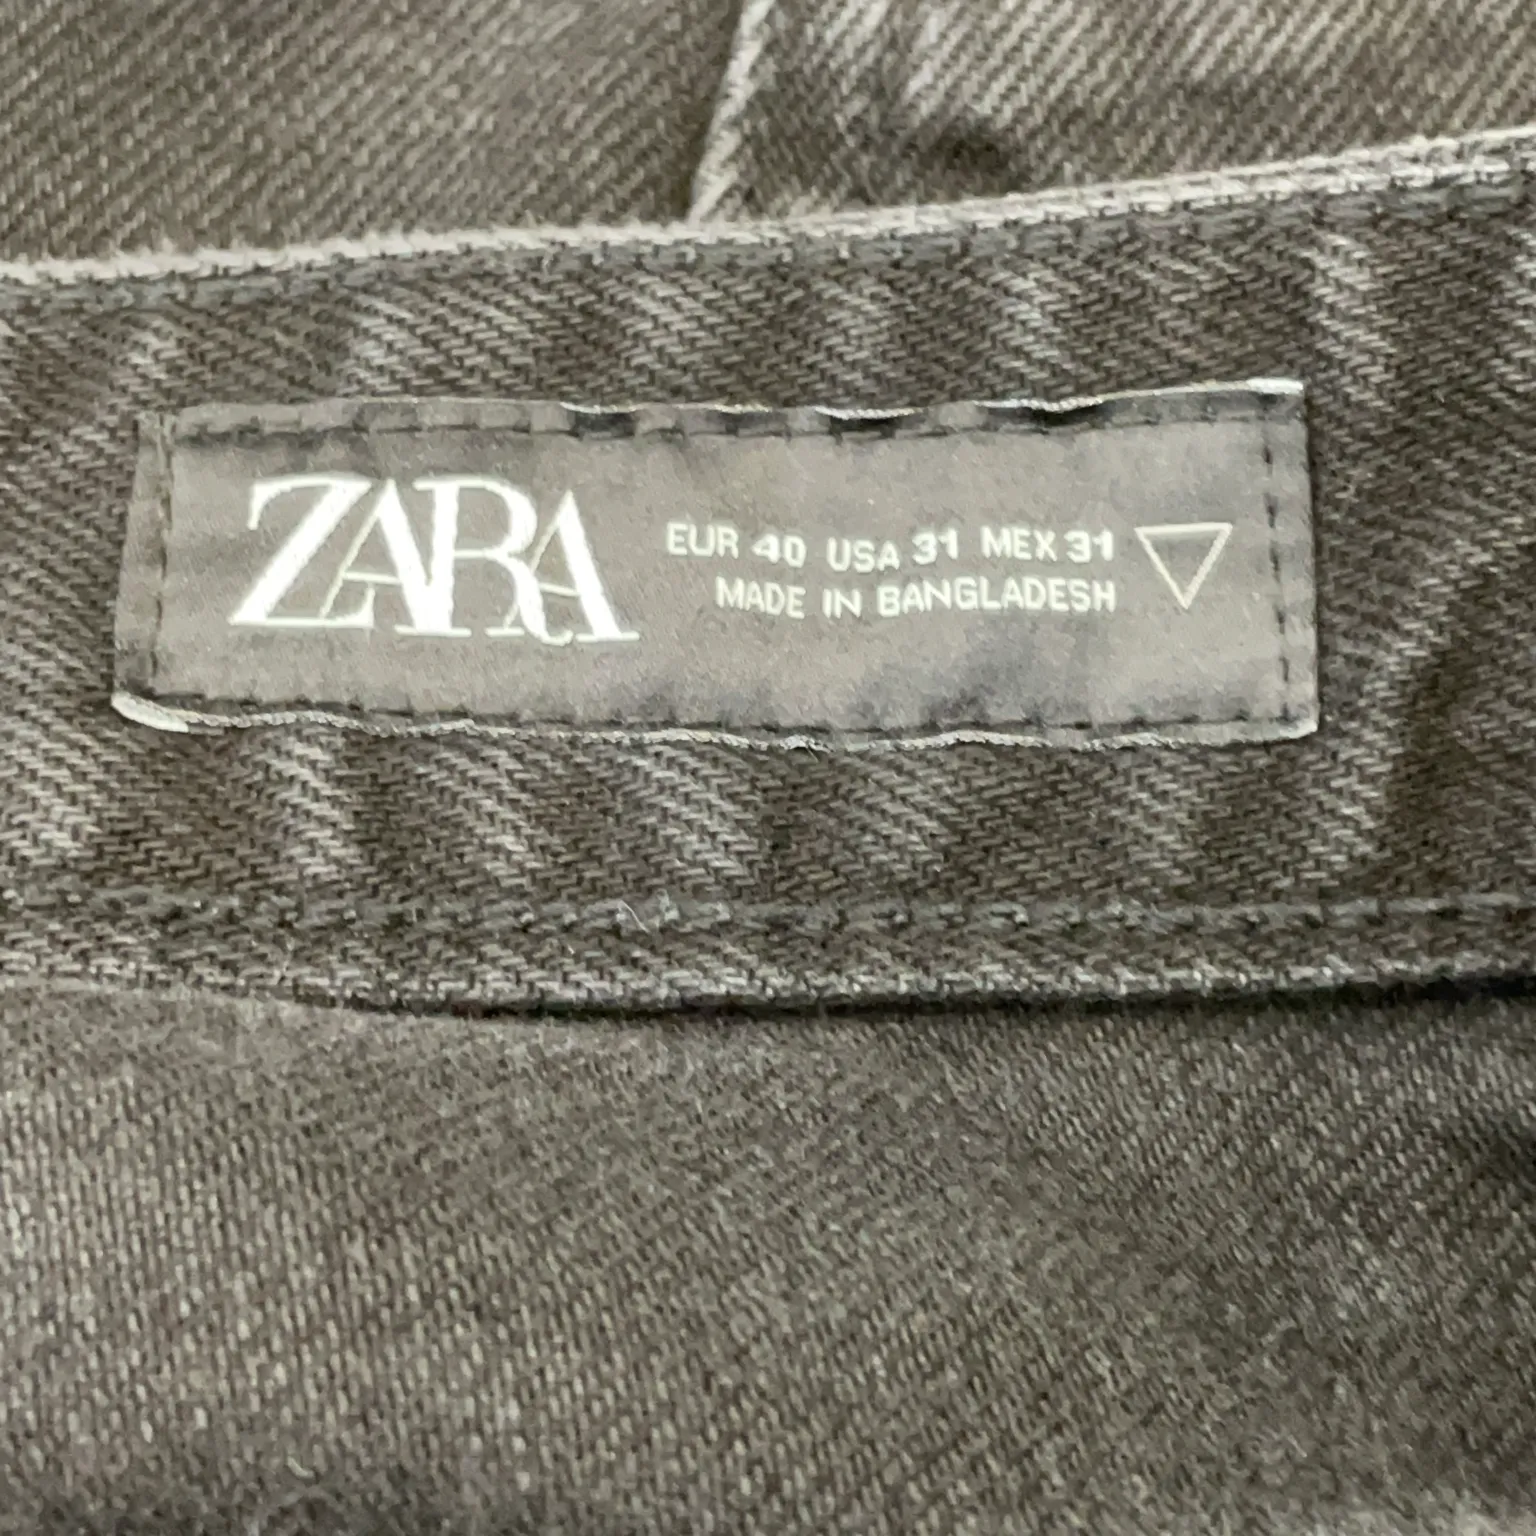 ZARA
EUR 40 USA 31 MEX 31
MADE IN BANGLADESH